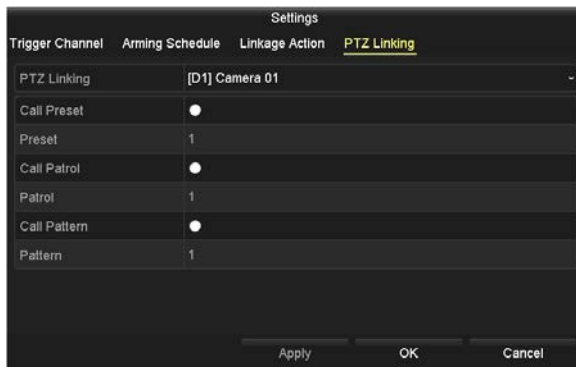 Settings
Trigger Channel Arming Schedule Linkage Action PTZ Linking
PTZ Linking [D1] Camera 01
Call Preset
Preset 1
Call Patrol
Patrol 1
Call Pattern
Pattern 1
Apply OK Cancel